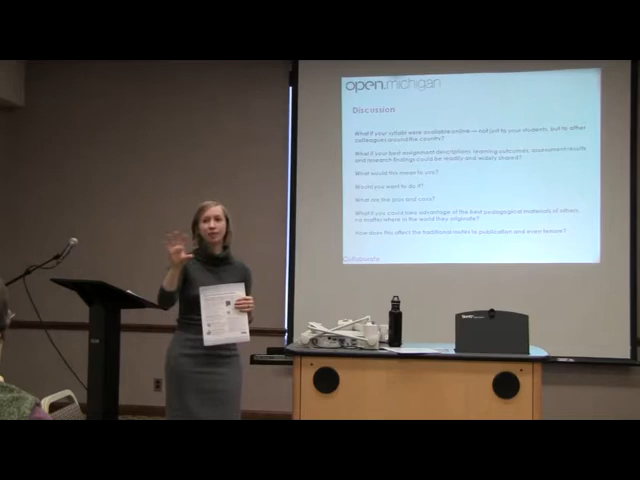 open.michigan
Discussion
What if your syllabi were available online — not just to your students, but to other
colleagues around the country?
What if your best assignment descriptions, learning outcomes, assessment results
and research findings could be readily and widely shared?
What would this mean to you?
Would you want to do it?
What are the pros and cons?
What if you could take advantage of the best pedagogical materials of others,
no matter where in the world they originate?
How does this affect the traditional routes to publication and even tenure?
Collaborate